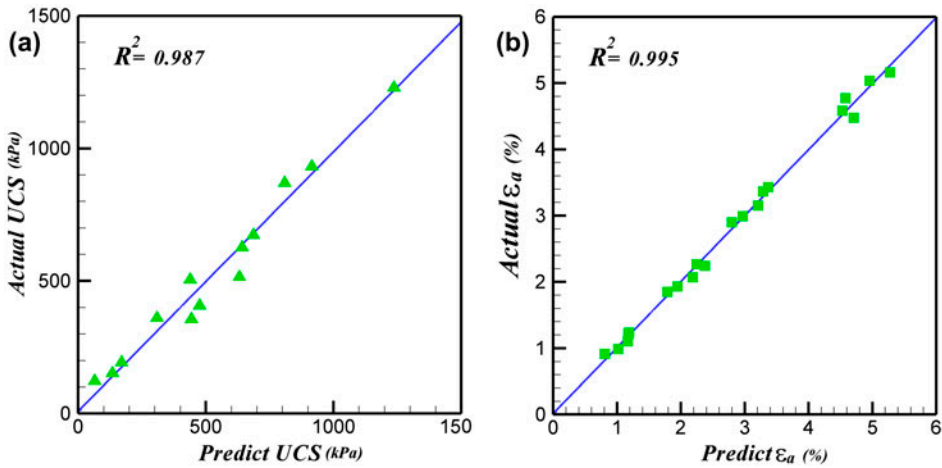 (a)
R2= 0.987
1500
1000
500
0
Actual UCS (kPa)
0 500 1000 150
Predict UCS (kPa)
(b)
R2= 0.995
6
5
4
3
2
1
0
Actual εa (%)
0 1 2 3 4 5 6
Predict εa (%)